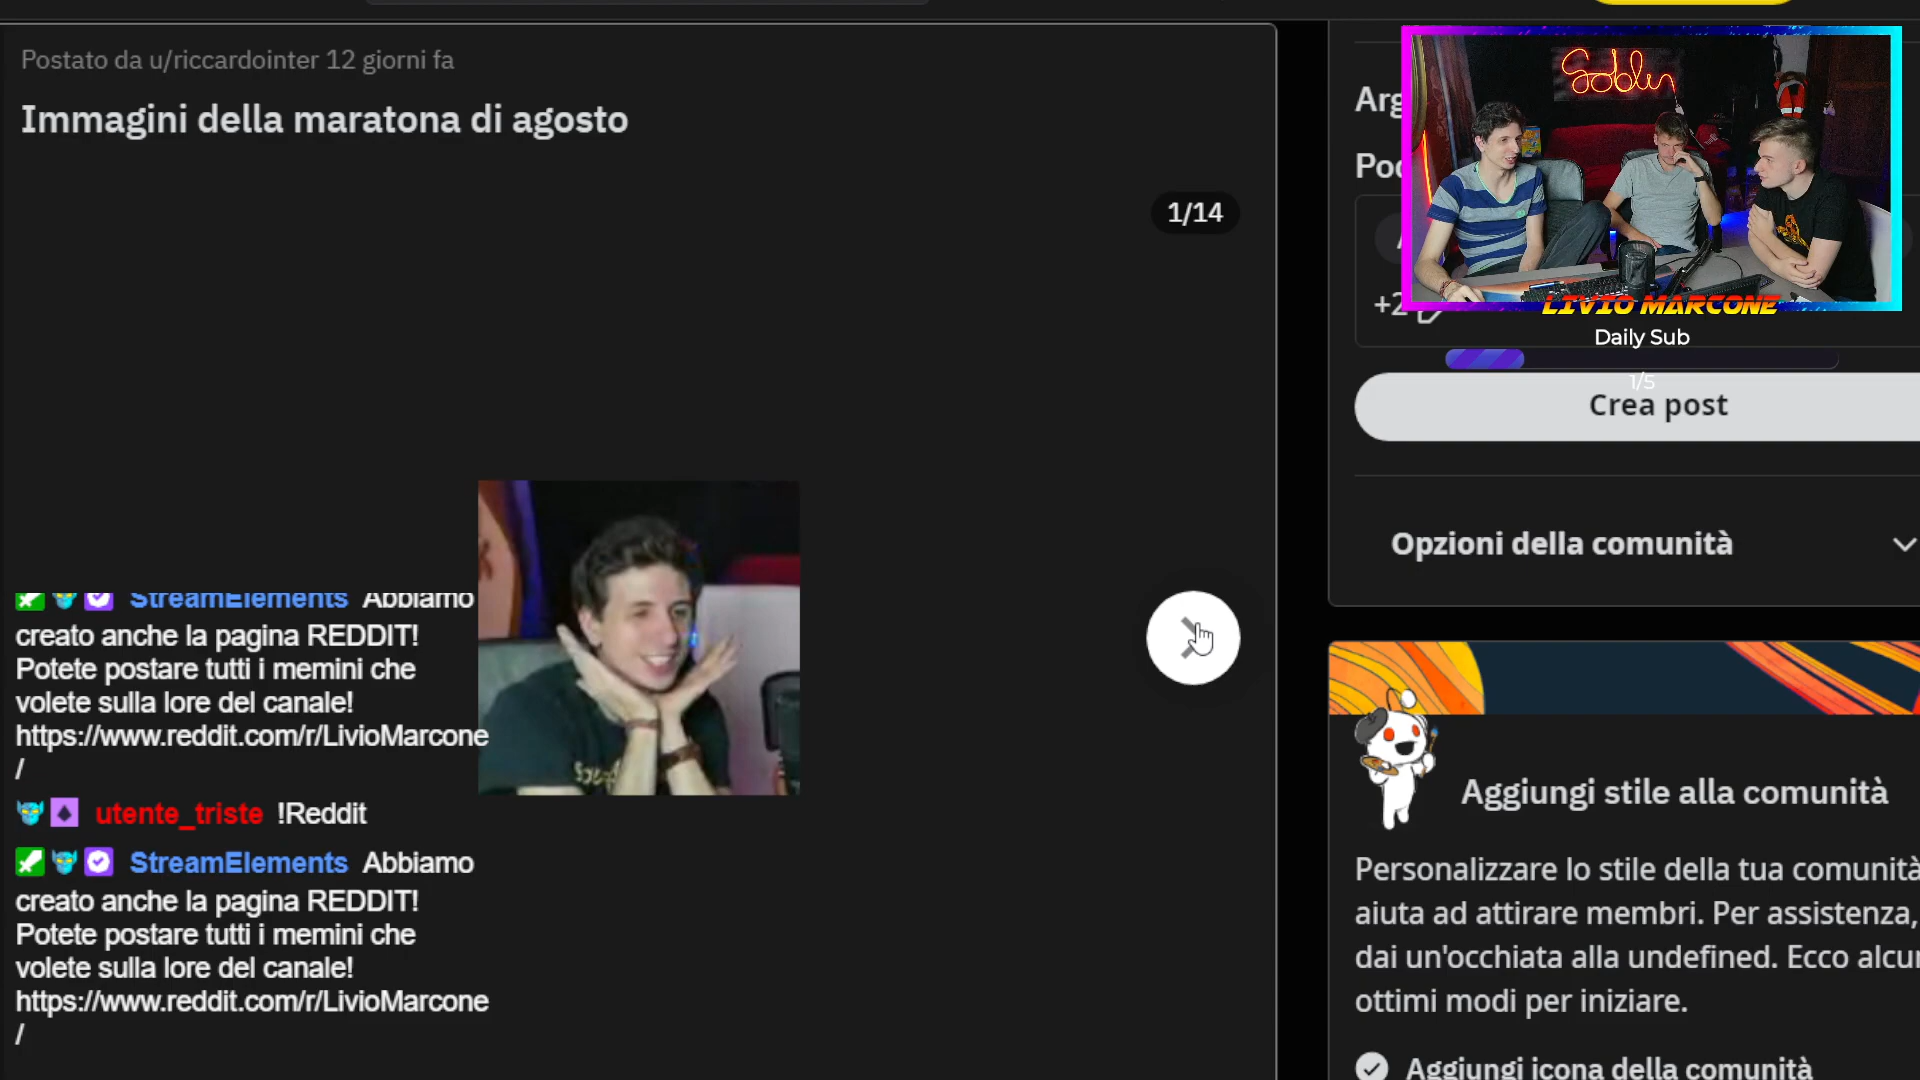 Postato da u/riccardointer 12 giorni fa
Immagini della maratona di agosto
1/14
StreamElements Abbiamo
creato anche la pagina REDDIT!
Potete postare tutti i memini che
volete sulla lore del canale!
https://www.reddit.com/r/LivioMarcone
/
utente_triste !Reddit
StreamElements Abbiamo
creato anche la pagina REDDIT!
Potete postare tutti i memini che
volete sulla lore del canale!
https://www.reddit.com/r/LivioMarcone
/
Goblin
LIVIO MARCONE
Daily Sub
1/5
Crea post
Opzioni della comunità
Aggiungi stile alla comunità
Personalizzare lo stile della tua comunità
aiuta ad attirare membri. Per assistenza,
dai un'occhiata alla undefined. Ecco alcu
ottimi modi per iniziare.
Aggiungi icona della comunità